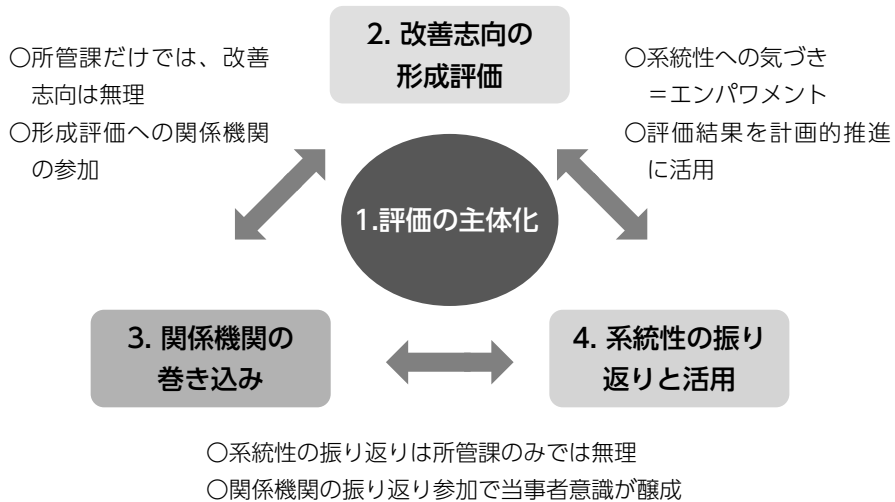 2. 改善志向の
形成評価
〇所管課だけでは、改善
志向は無理
〇形成評価への関係機関
の参加
〇系統性への気づき
＝エンパワメント
〇評価結果を計画的推進
に活用
1.評価の主体化
3. 関係機関の
巻き込み
4. 系統性の振り
返りと活用
〇系統性の振り返りは所管課のみでは無理
〇関係機関の振り返り参加で当事者意識が醸成